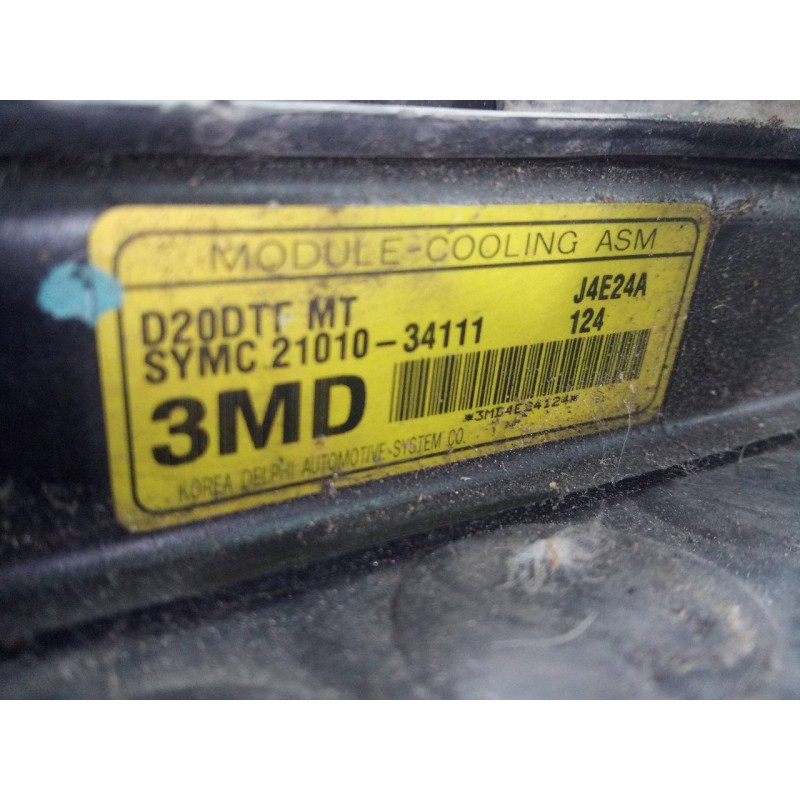 MODULE-COOLING ASM
D20DTF MT J4E24A
SYMC 21010-34111 124
3MD
*3MD4E24124*
KOREA DELPHI AUTOMOTIVE-SYSTEM CO.